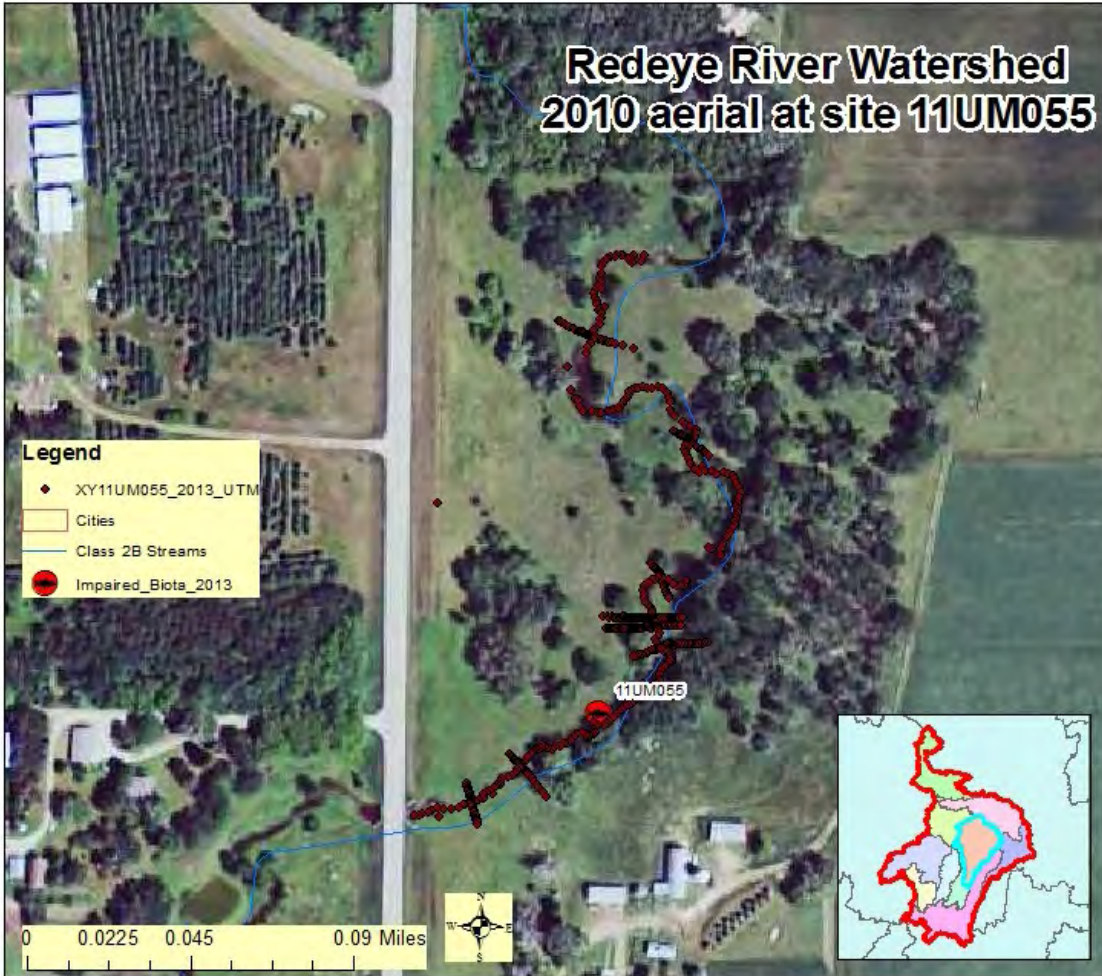 Redeye River Watershed
2010 aerial at site 11UM055
Legend
XY11UM055_2013_UTM
Cities
Class 2B Streams
Impaired_Biota_2013
11UM055
0 0.0225 0.045 0.09 Miles
N
W E
S